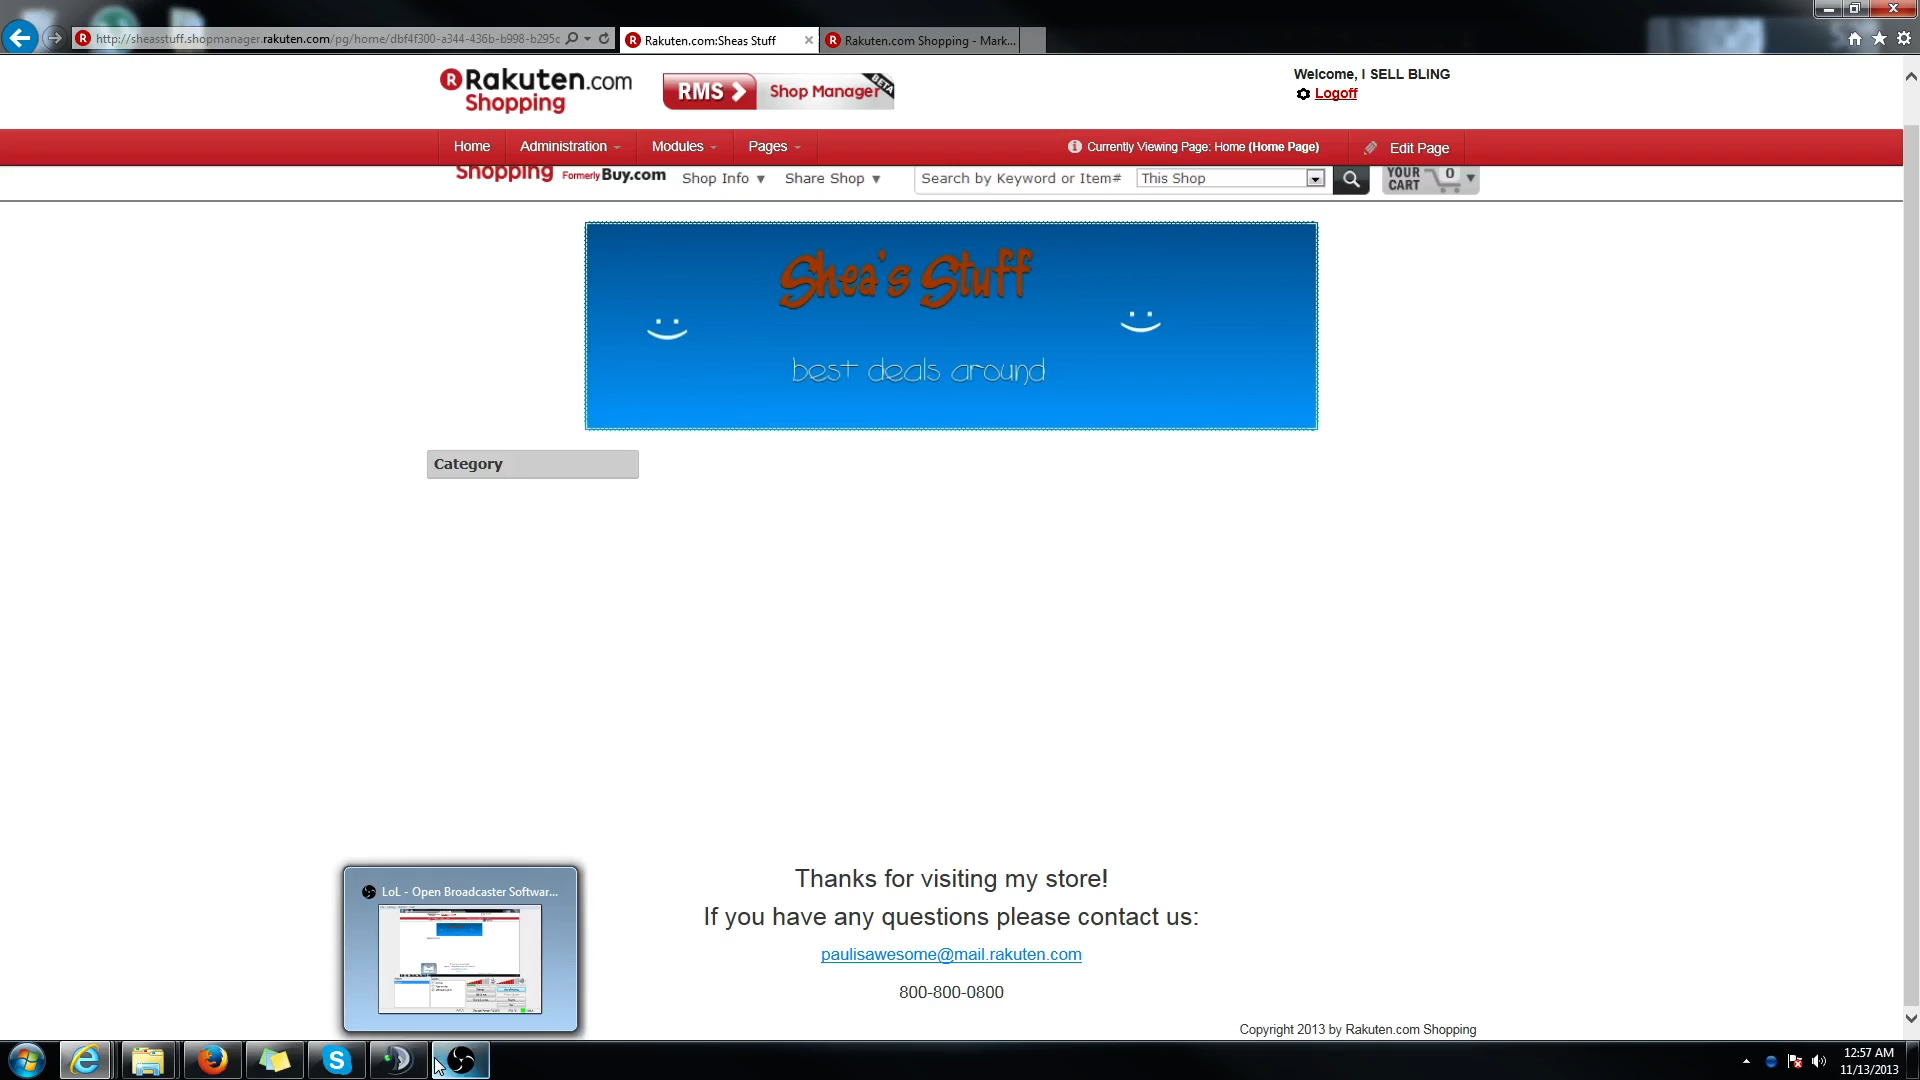 http://sheasstuff.shopmanager.rakuten.com/pg/home/dbf4f300-a344-436b-b998-b295c
Rakuten.com:Sheas Stuff
Rakuten.com Shopping - Mark...
Rakuten.com
Shopping
RMS
Shop Manager
BETA
Welcome, I SELL BLING
Logoff
Home
Administration
Modules
Pages
Currently Viewing Page: Home (Home Page)
Edit Page
Shopping Formerly Buy.com
Shop Info ▼
Share Shop ▼
Search by Keyword or Item#
This Shop
YOUR
CART
0
Shea's Stuff
best deals around
Category
Thanks for visiting my store!
If you have any questions please contact us:
paulisawesome@mail.rakuten.com
800-800-0800
Copyright 2013 by Rakuten.com Shopping
LoL - Open Broadcaster Softwar...
12:57 AM
11/13/2013